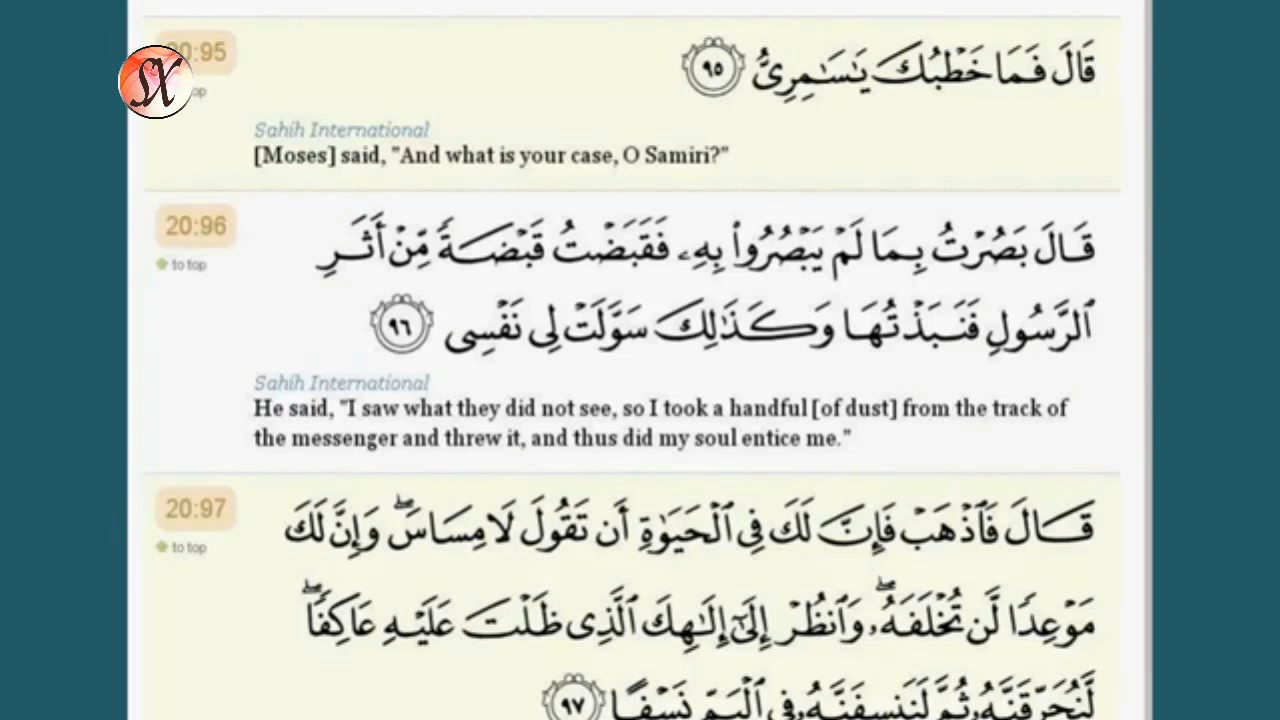 20:95
SX
top
قَالَ فَمَا خَطْبُكَ يَٰسَٰمِرِىُّ ٩٥
Sahih International
[Moses] said, "And what is your case, O Samiri?"
20:96
to top
قَالَ بَصُرْتُ بِمَا لَمْ يَبْصُرُوا۟ بِهِۦ فَقَبَضْتُ قَبْضَةً مِّنْ أَثَرِ
ٱلرَّسُولِ فَنَبَذْتُهَا وَكَذَٰلِكَ سَوَّلَتْ لِى نَفْسِى ٩٦
Sahih International
He said, "I saw what they did not see, so I took a handful [of dust] from the track of
the messenger and threw it, and thus did my soul entice me."
20:97
to top
قَالَ فَٱذْهَبْ فَإِنَّ لَكَ فِى ٱلْحَيَوٰةِ أَن تَقُولَ لَا مِسَاسَ ۖ وَإِنَّ لَكَ
مَوْعِدًا لَّن تُخْلَفَهُۥ ۖ وَٱنظُرْ إِلَىٰٓ إِلَٰهِكَ ٱلَّذِى ظَلْتَ عَلَيْهِ عَاكِفًا ۖ
لَّنُحَرِّقَنَّهُۥ ثُمَّ لَنَنسِفَنَّهُۥ فِى ٱلْيَمِّ نَسْفًا ٩٧